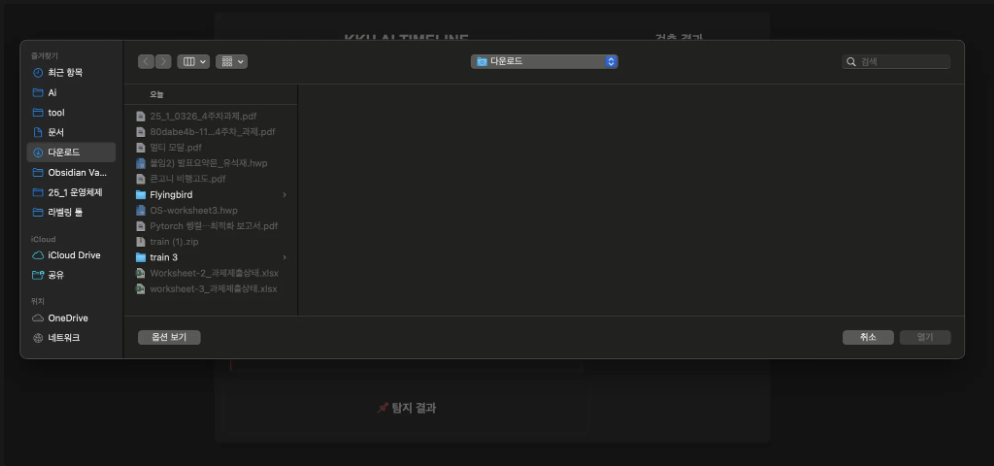 KKU AI TIMELINE
검출 결과
즐겨찾기
최근 항목
Ai
tool
문서
다운로드
Obsidian Va...
25_1 운영체제
라벨링 툴
iCloud
iCloud Drive
공유
위치
OneDrive
네트워크
다운로드
검색
오늘
25_1_0326_4주차과제.pdf
80dabe4b-11...4주차_과제.pdf
멀티 모달.pdf
붙임2) 발표요약문_유석재.hwp
큰고니 비행고도.pdf
Flyingbird
OS-worksheet3.hwp
Pytorch 병렬…최적화 보고서.pdf
train (1).zip
train 3
Worksheet-2_과제제출상태.xlsx
worksheet-3_과제제출상태.xlsx
옵션 보기
취소
열기
탐지 결과